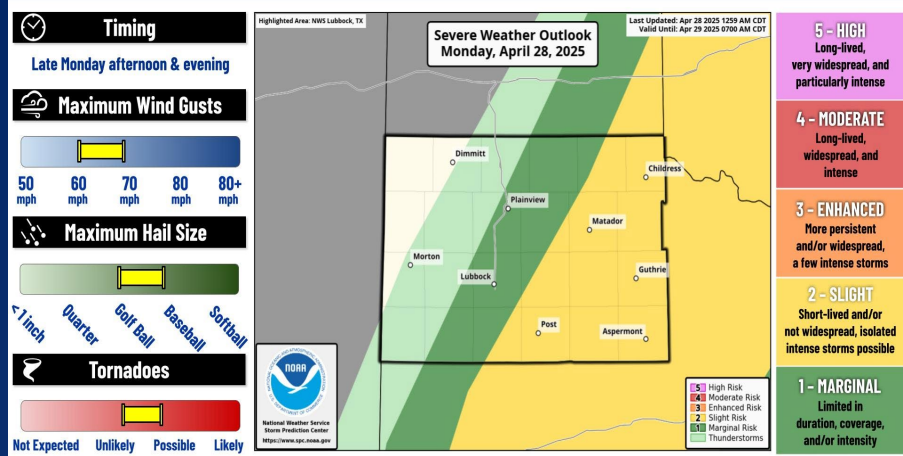 Timing
Late Monday afternoon & evening
Maximum Wind Gusts
50 mph
60 mph
70 mph
80 mph
80+ mph
Maximum Hail Size
< 1 inch
Quarter
Golf Ball
Baseball
Softball
Tornadoes
Not Expected
Unlikely
Possible
Likely
Highlighted Area: NWS Lubbock, TX
Severe Weather Outlook
Monday, April 28, 2025
Last Updated: Apr 28 2025 1259 AM CDT
Valid Until: Apr 29 2025 0700 AM CDT
Dimmitt
Childress
Plainview
Matador
Morton
Lubbock
Guthrie
Post
Aspermont
NOAA
National Weather Service
Storm Prediction Center
https://www.spc.noaa.gov
5 High Risk
4 Moderate Risk
3 Enhanced Risk
2 Slight Risk
1 Marginal Risk
Thunderstorms
5 - HIGH
Long-lived,
very widespread, and
particularly intense
4 - MODERATE
Long-lived,
widespread, and
intense
3 - ENHANCED
More persistent
and/or widespread,
a few intense storms
2 - SLIGHT
Short-lived and/or
not widespread, isolated
intense storms possible
1 - MARGINAL
Limited in
duration, coverage,
and/or intensity